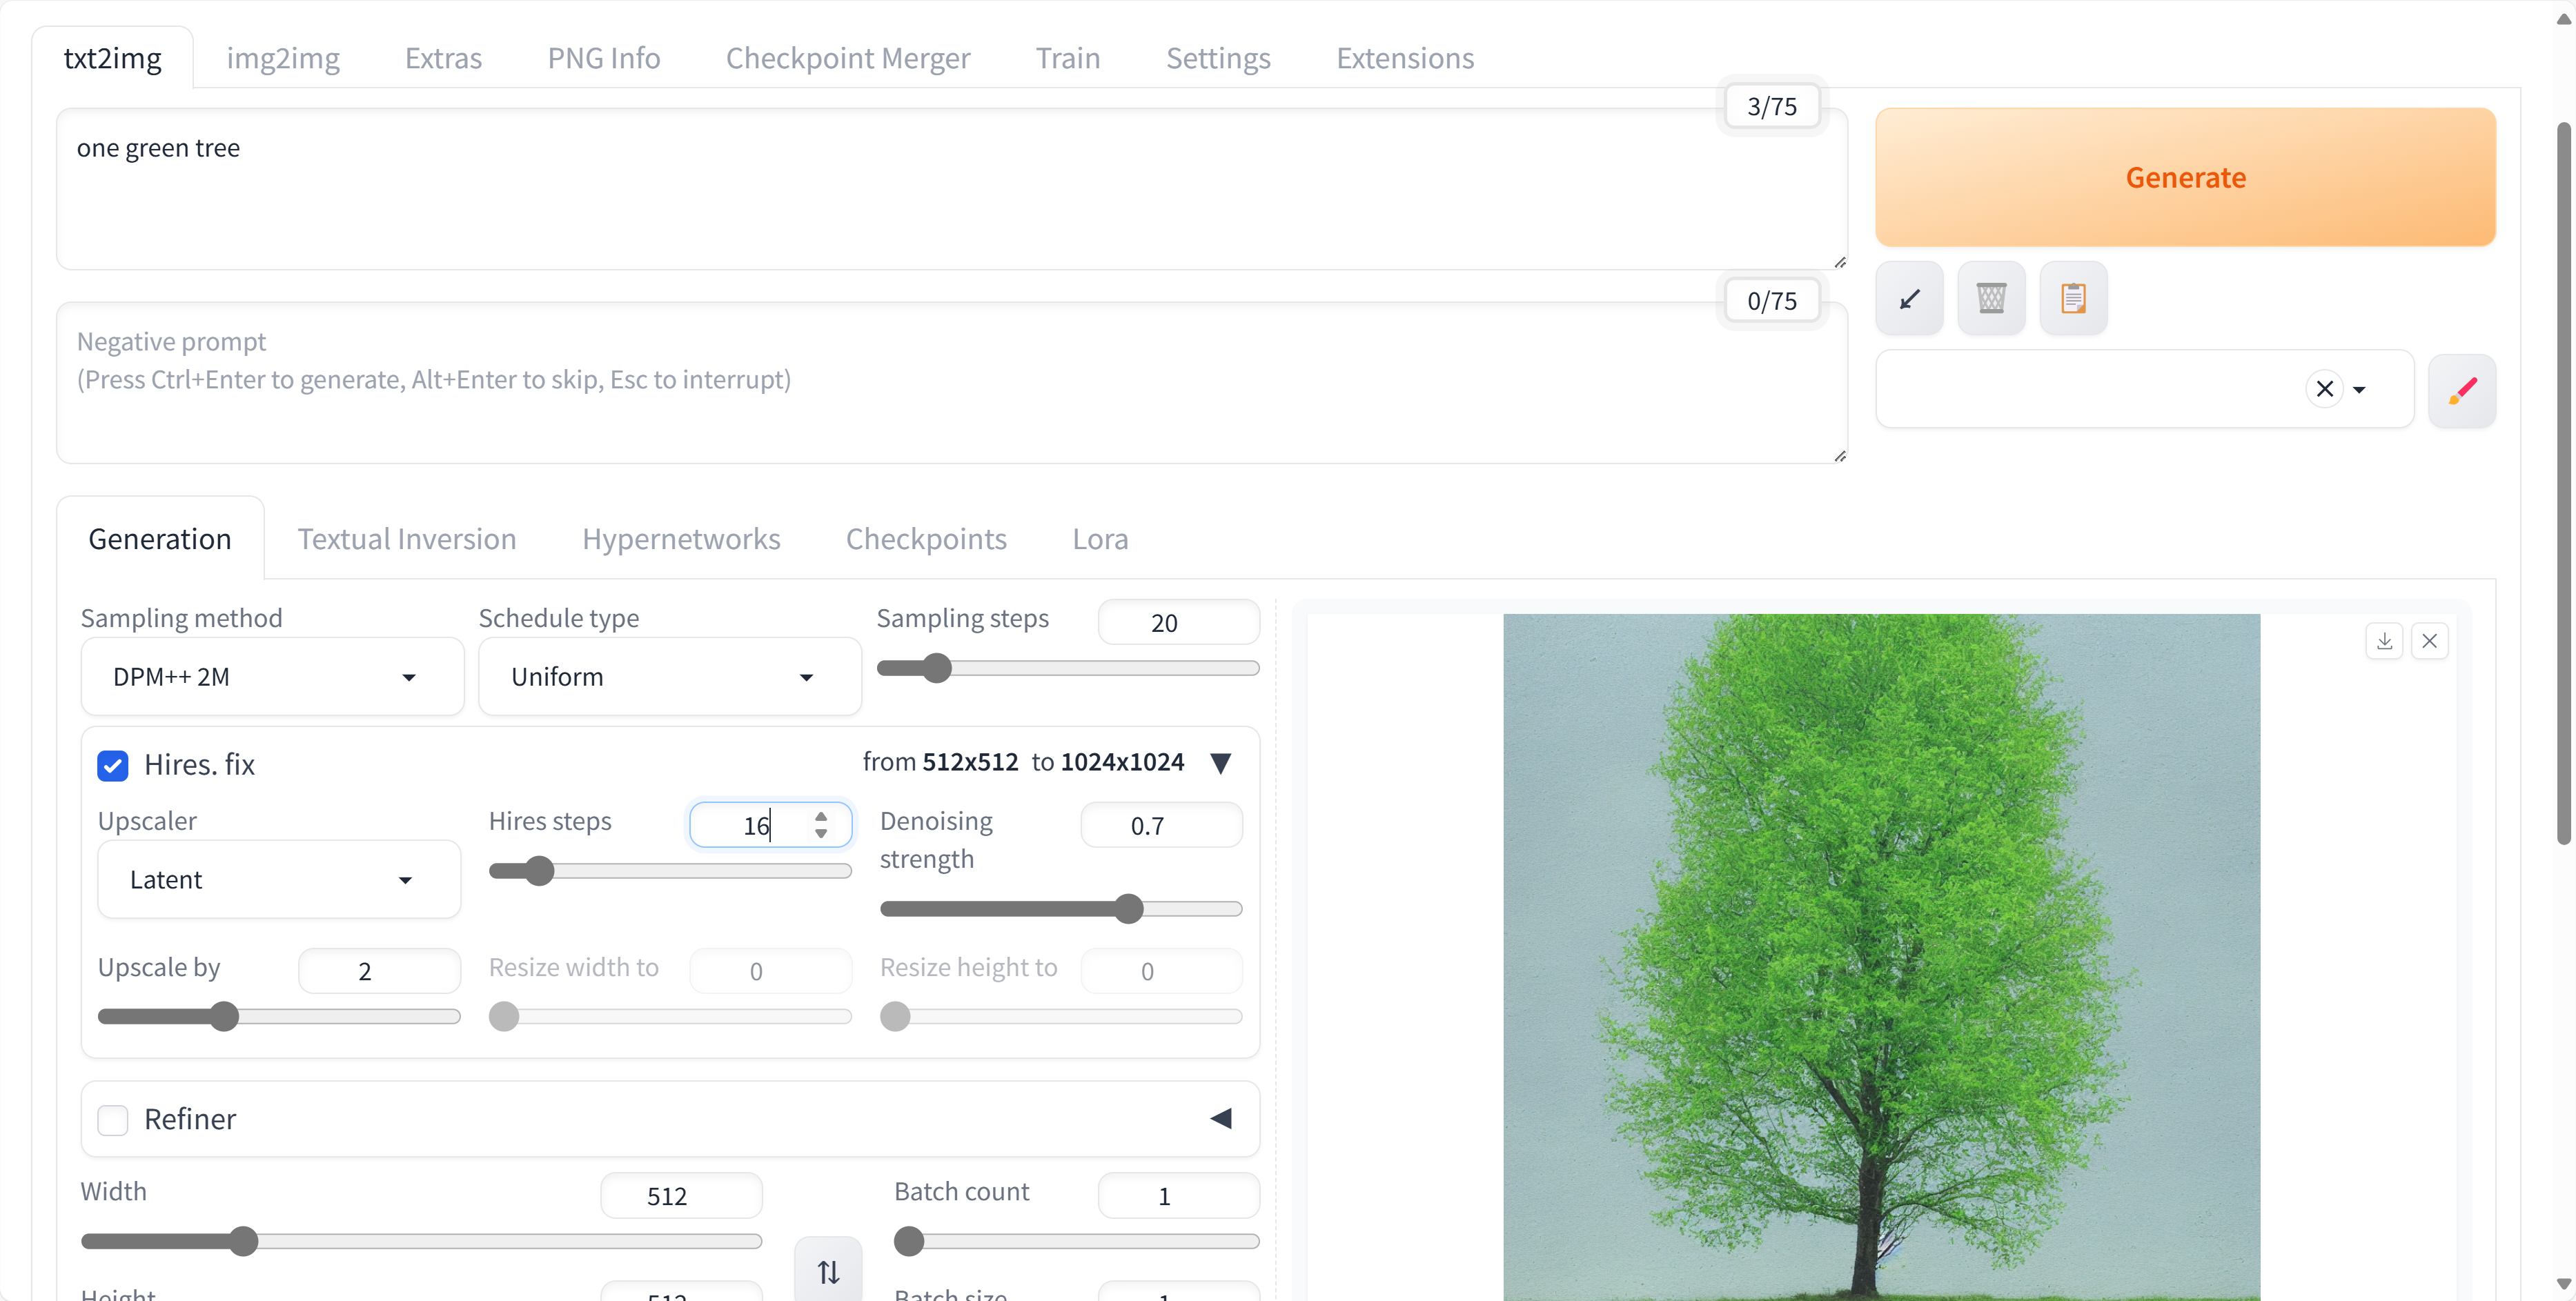 txt2img img2img Extras PNG Info Checkpoint Merger Train Settings Extensions
3/75
one green tree
Generate
0/75
Negative prompt
(Press Ctrl+Enter to generate, Alt+Enter to skip, Esc to interrupt)
Generation Textual Inversion Hypernetworks Checkpoints Lora
Sampling method Schedule type Sampling steps 20
DPM++ 2M Uniform
Hires. fix from 512x512 to 1024x1024
Upscaler Hires steps 16 Denoising strength 0.7
Latent
Upscale by 2 Resize width to 0 Resize height to 0
Refiner
Width 512 Batch count 1
Height 512 Batch size 1